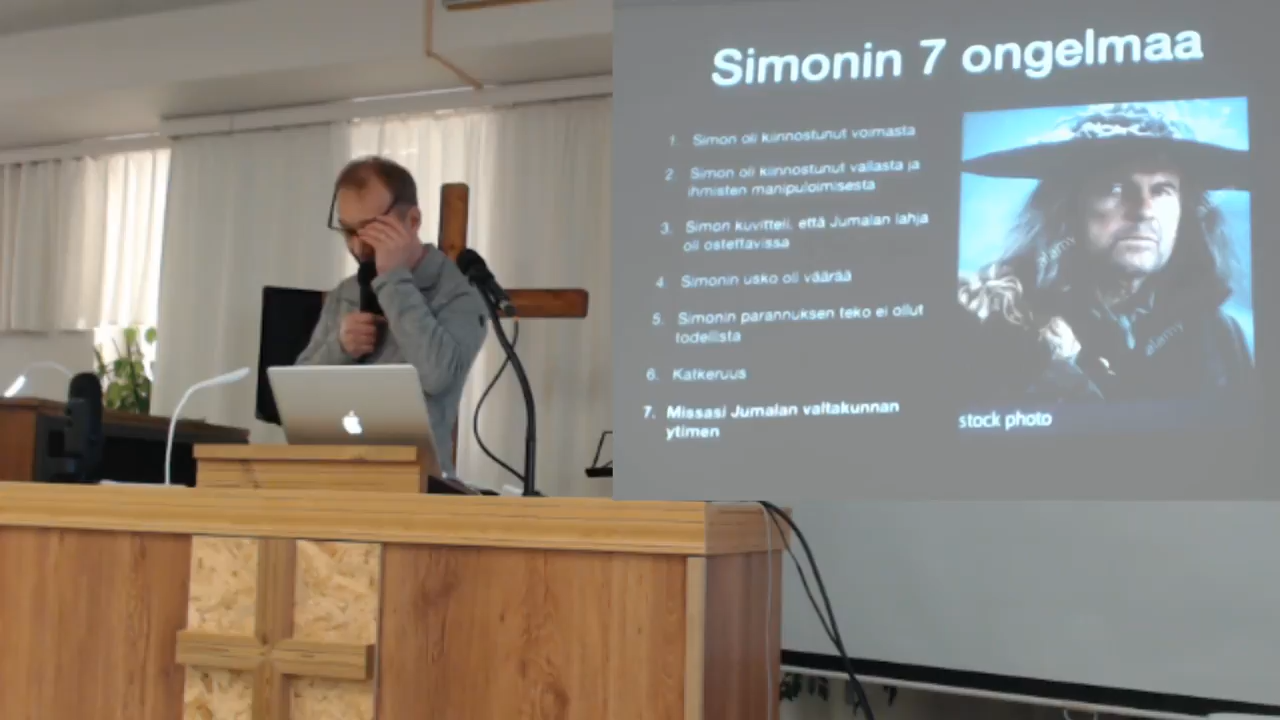 Simonin 7 ongelmaa
1. Simon oli kiinnostunut voimasta
2. Simon oli kiinnostunut vallasta ja
ihmisten manipuloimisesta
3. Simon kuvitteli, että Jumalan lahja
oli ostettavissa
4. Simonin usko oli väärää
5. Simonin parannuksen teko ei ollut
todellista
6. Katkeruus
7. Missasi Jumalan valtakunnan
ytimen
alamy
alamy
stock photo